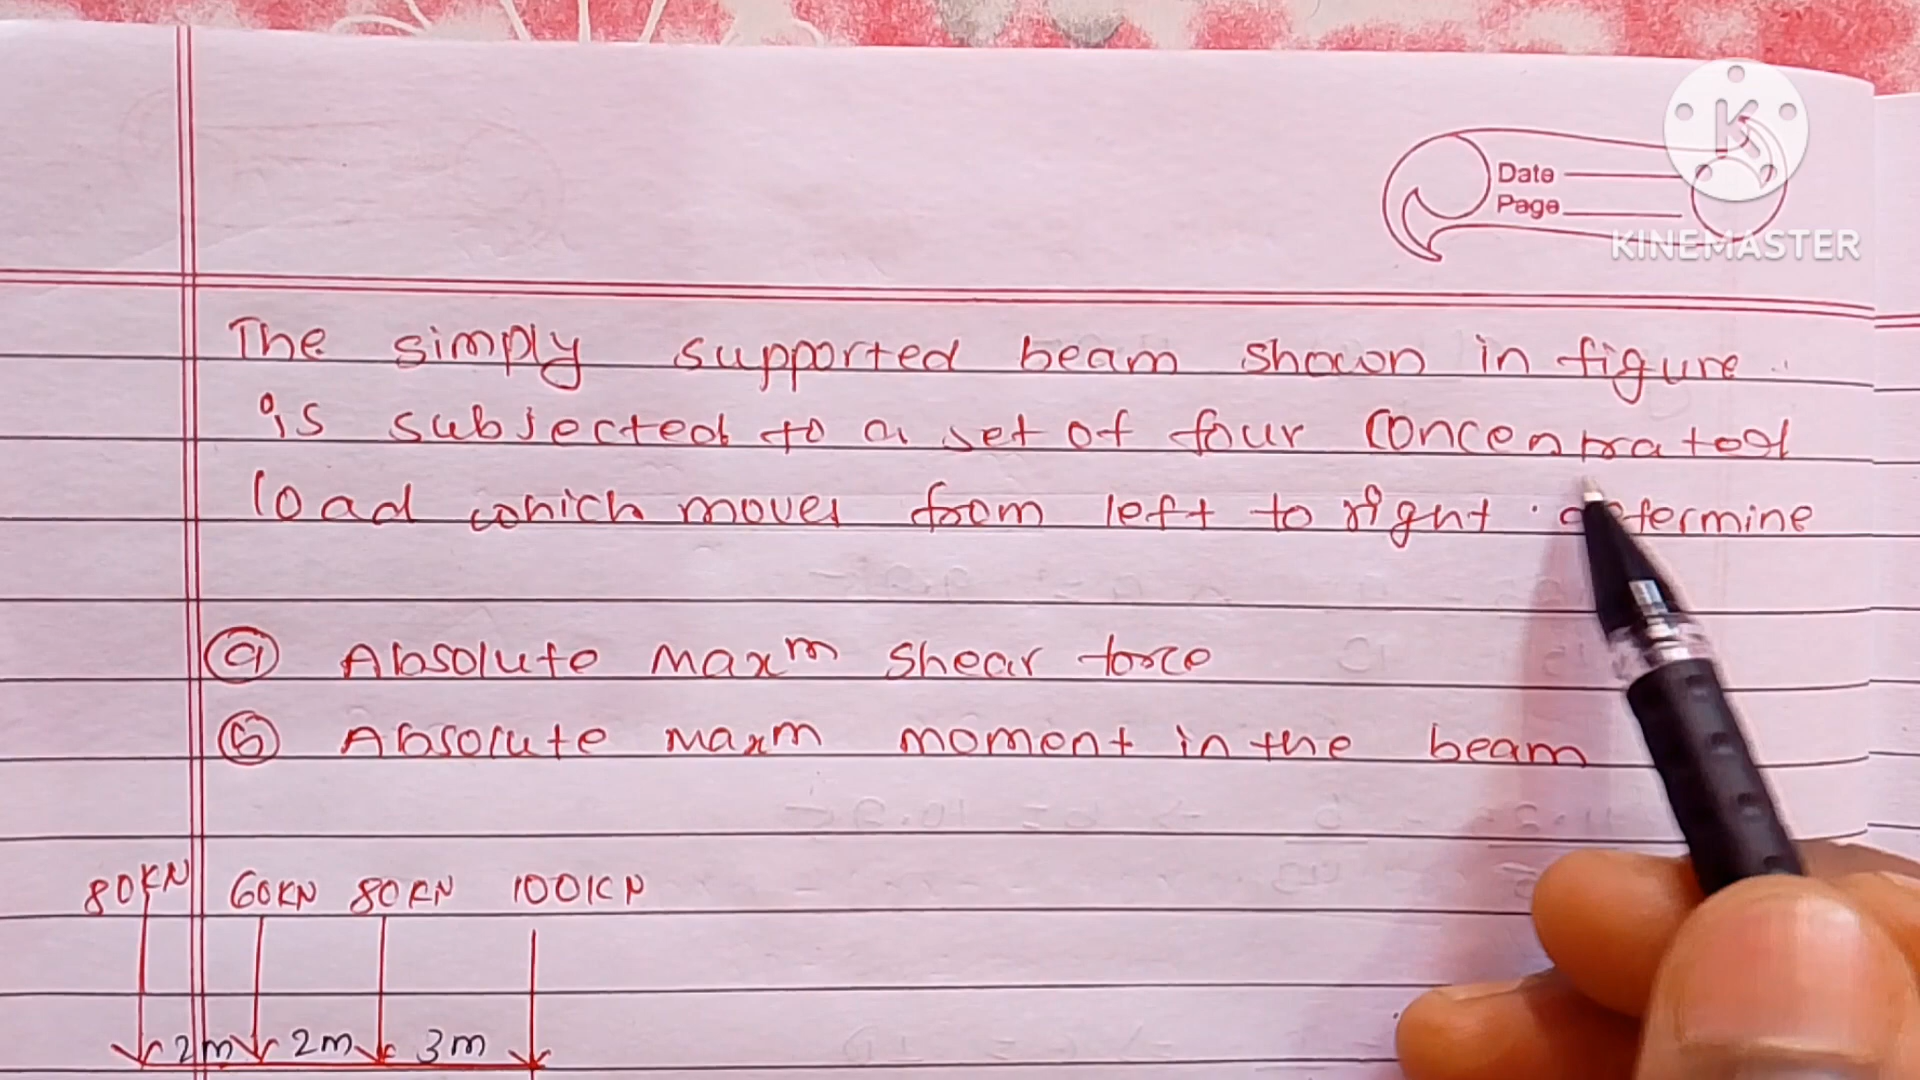 Date
Page
KINEMASTER
The simply supported beam shown in figure.
is subjected to a set of four concentrated
load which moves from left to right. determine
(a) Absolute maxm shear force
(b) Absolute maxm moment in the beam
80KN 60KN 80KN 100KN
2m 2m 3m